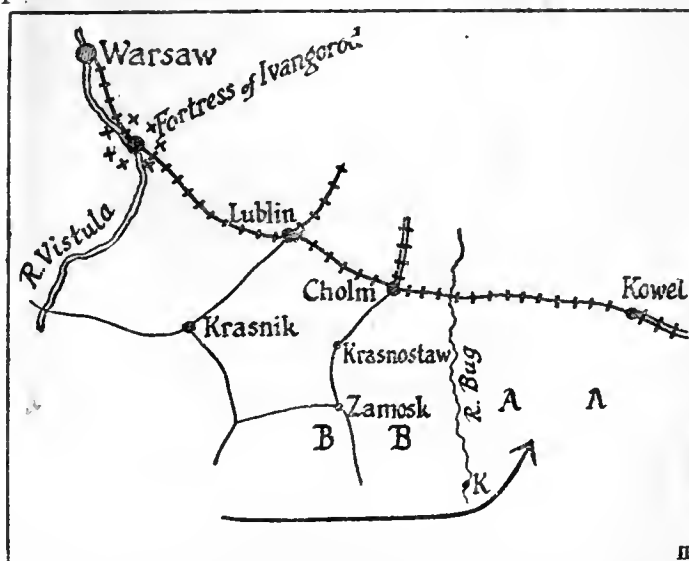 Warsaw
Fortress of Ivangorod
R. Vistula
Lublin
Cholm
Kowel
Krasnik
Krasnostaw
R. Bug
A A
Zamosk
B B
K